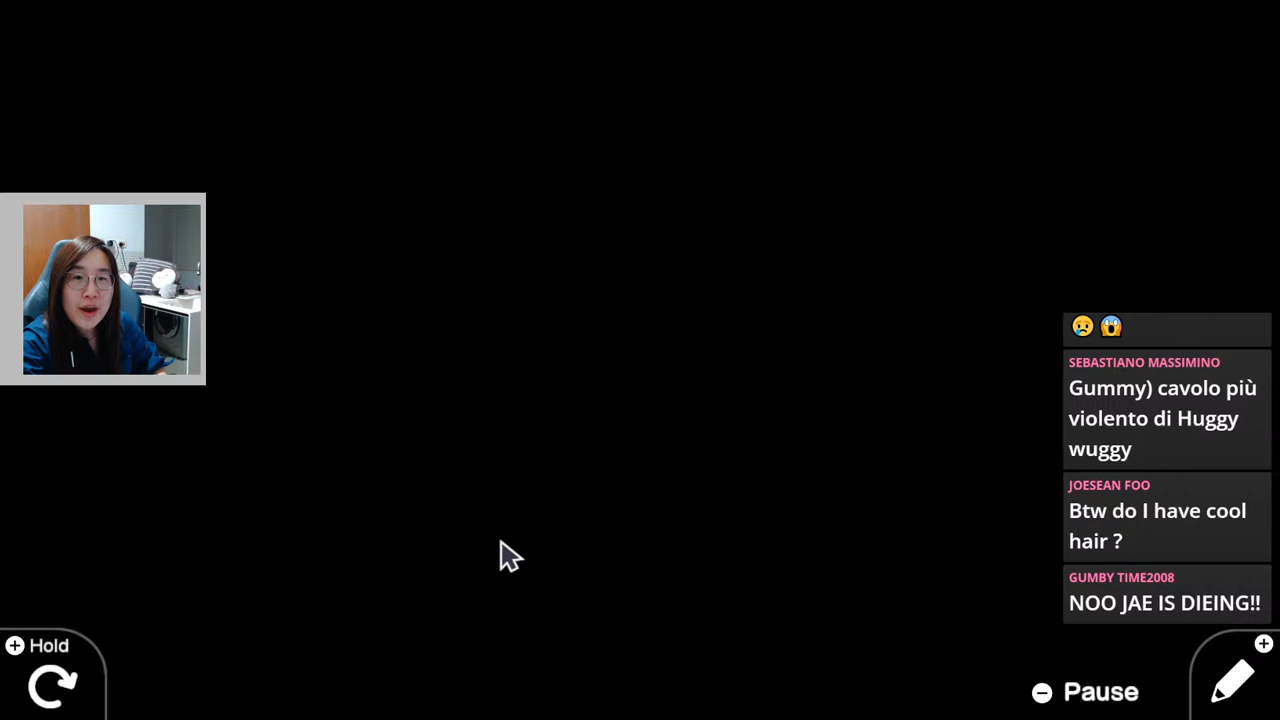 😢 😱
SEBASTIANO MASSIMINO
Gummy) cavolo più
violento di Huggy
wuggy
JOESEAN FOO
Btw do I have cool
hair ?
GUMBY TIME2008
NOO JAE IS DIEING!!
Hold
Pause